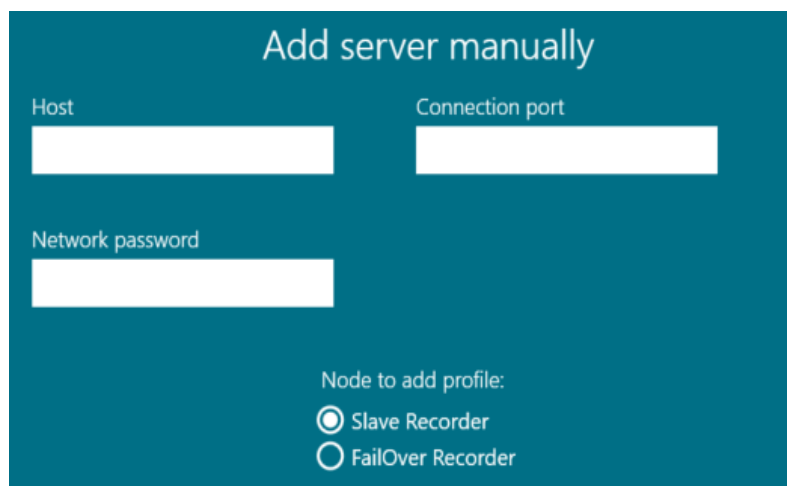 Add server manually
Host
Connection port
Network password
Node to add profile:
Slave Recorder
FailOver Recorder